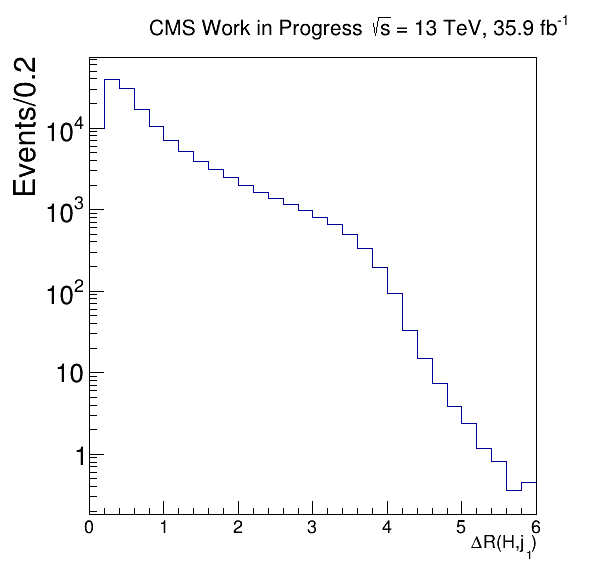 CMS Work in Progress √s = 13 TeV, 35.9 fb⁻¹
Events/0.2
10⁴
10³
10²
10
1
0 1 2 3 4 5 6
ΔR(H,j₁)